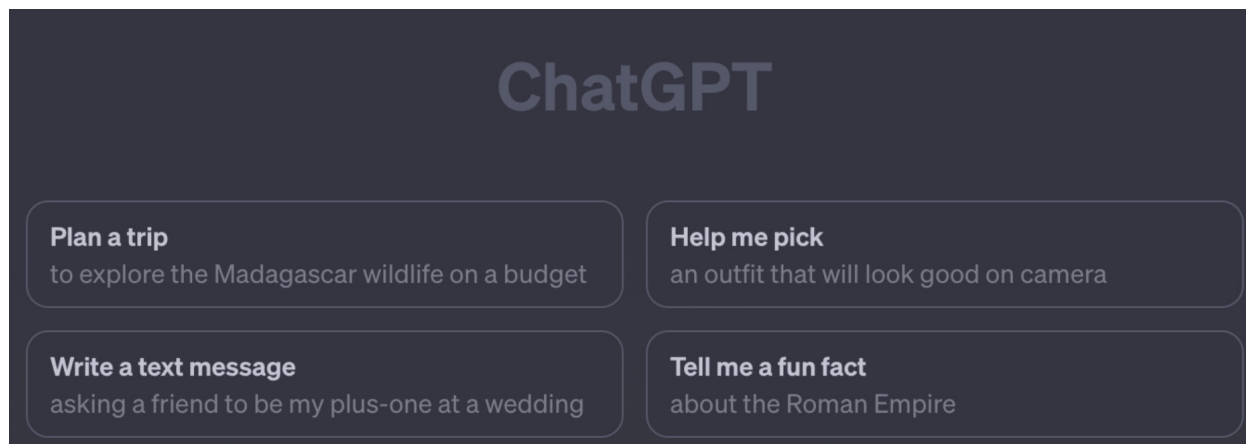 ChatGPT
Plan a trip
to explore the Madagascar wildlife on a budget
Help me pick
an outfit that will look good on camera
Write a text message
asking a friend to be my plus-one at a wedding
Tell me a fun fact
about the Roman Empire